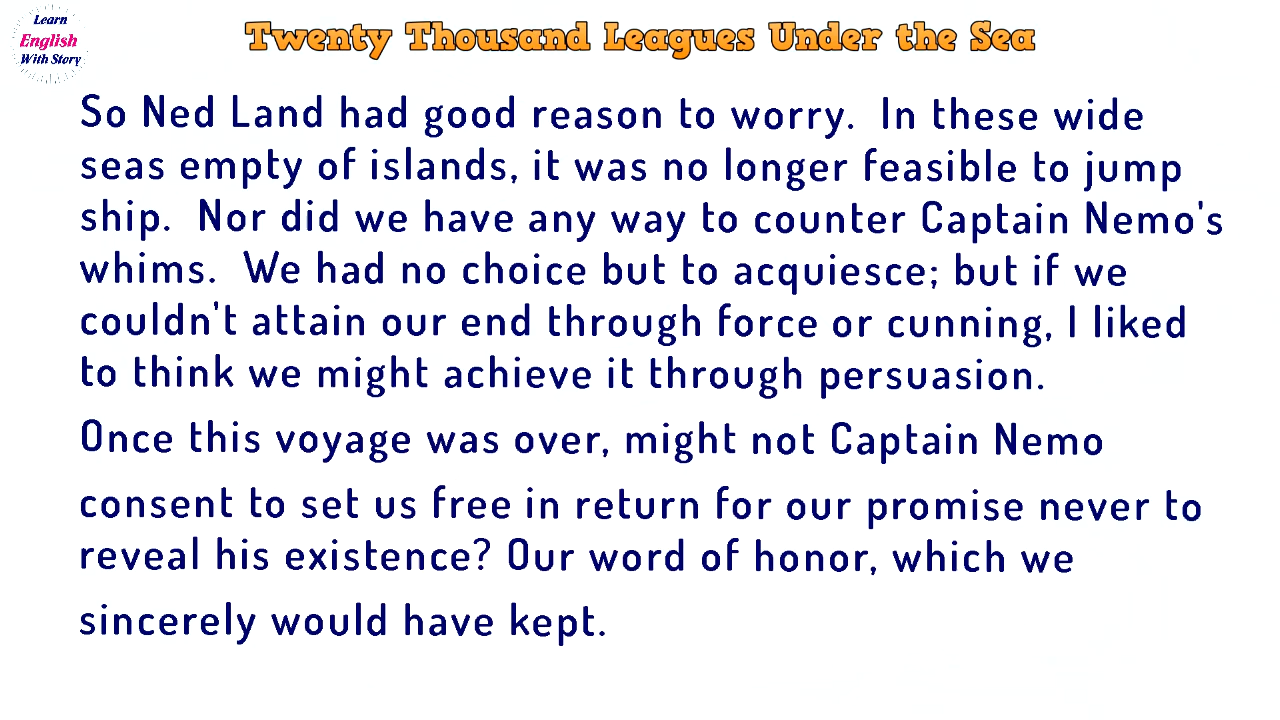 Learn
English
With Story
Twenty Thousand Leagues Under the Sea
So Ned Land had good reason to worry.  In these wide
seas empty of islands, it was no longer feasible to jump
ship.  Nor did we have any way to counter Captain Nemo's
whims.  We had no choice but to acquiesce; but if we
couldn't attain our end through force or cunning, I liked
to think we might achieve it through persuasion.
Once this voyage was over, might not Captain Nemo
consent to set us free in return for our promise never to
reveal his existence? Our word of honor, which we
sincerely would have kept.